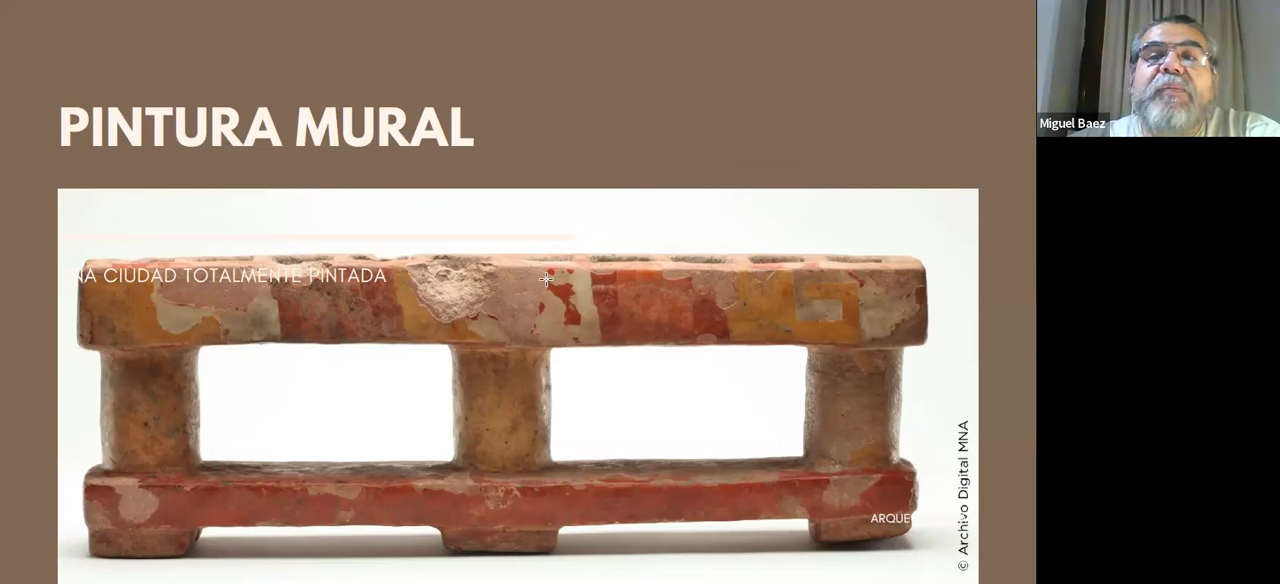 PINTURA MURAL
NA CIUDAD TOTALMENTE PINTADA
ARQUE
© Archivo Digital MNA
Miguel Baez